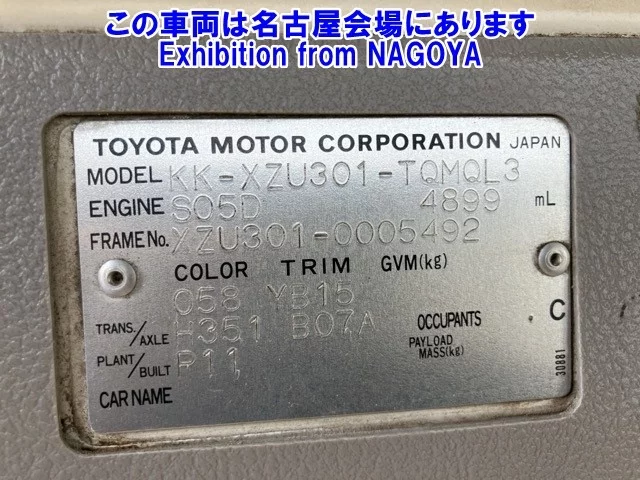 この車両は名古屋会場にあります
Exhibition from NAGOYA
TOYOTA MOTOR CORPORATION JAPAN
MODEL KK-XZU301-TQMQL3
ENGINE S05D 4899 mL
FRAME No. XZU301-0005492
COLOR TRIM GVM(kg)
058 YB15
TRANS./AXLE H351 B07A OCCUPANTS C
PLANT/BUILT P11 PAYLOAD MASS(kg)
CAR NAME
30881